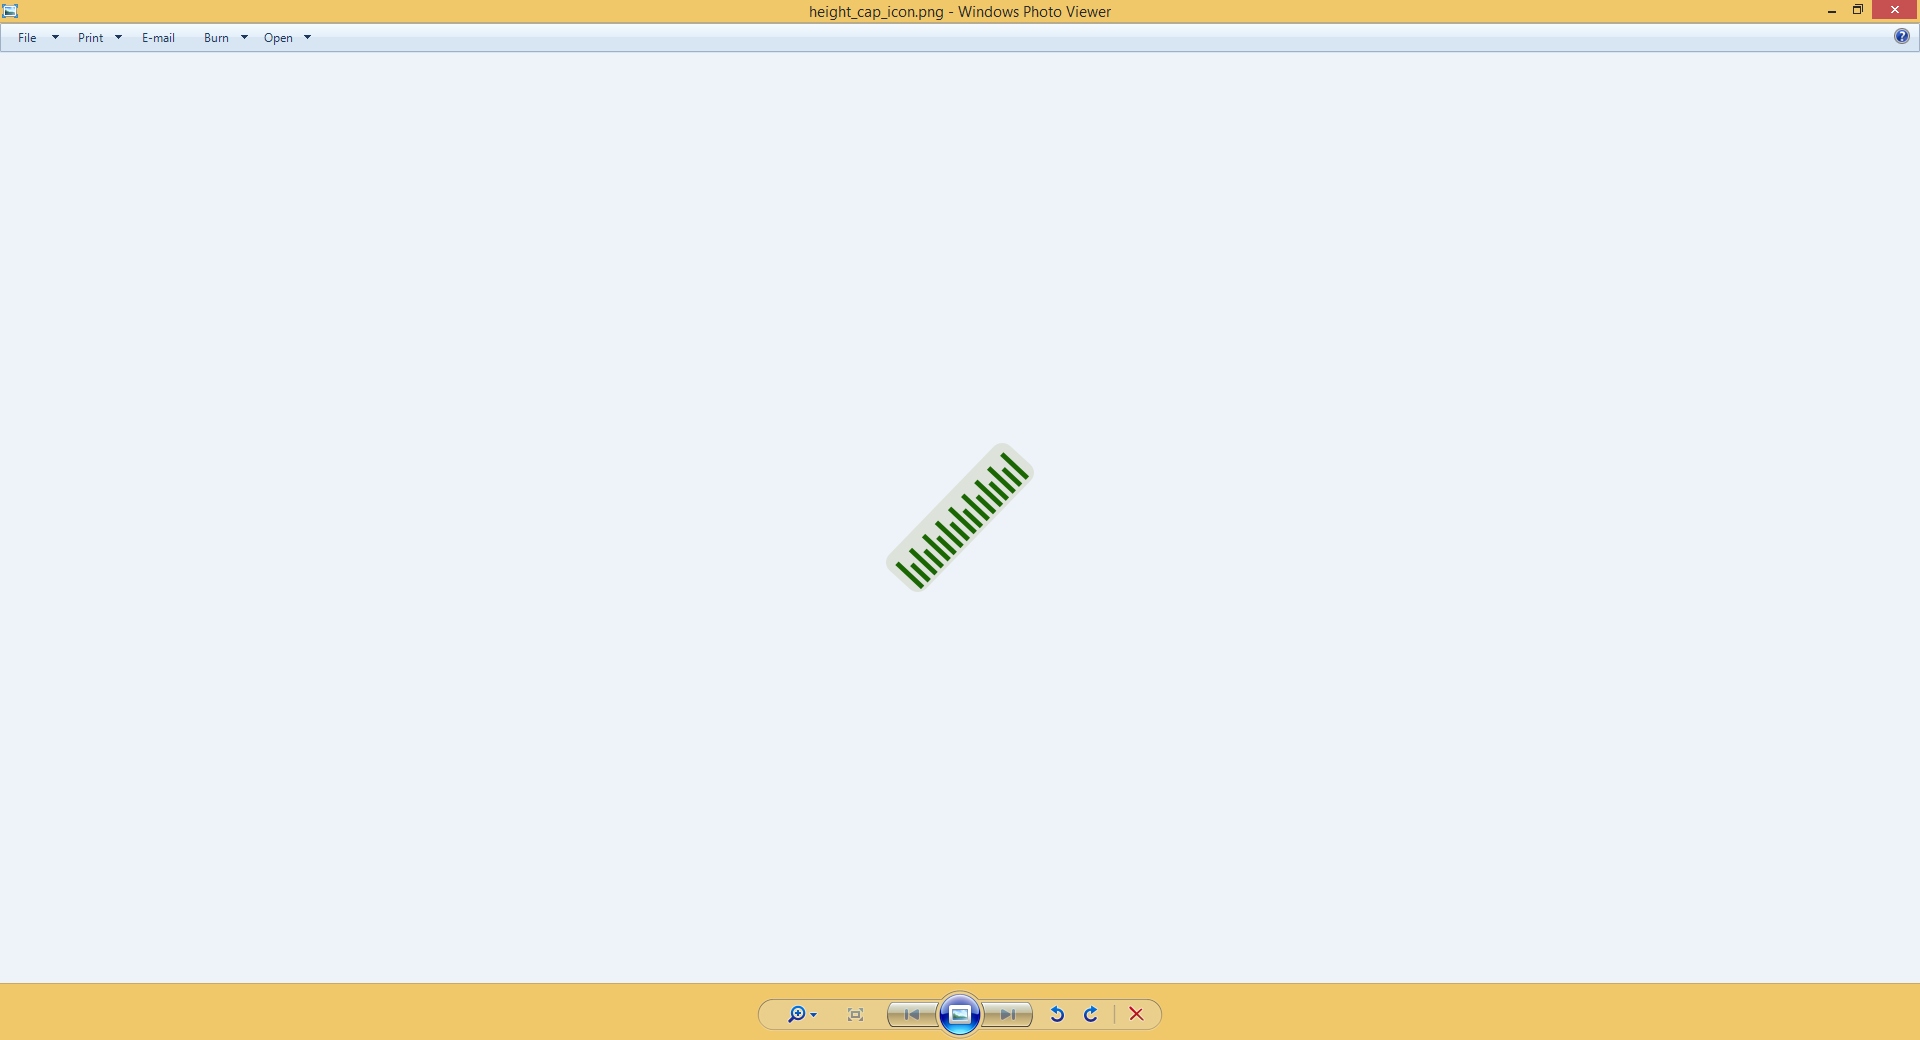 height_cap_icon.png - Windows Photo Viewer
File Print E-mail Burn Open